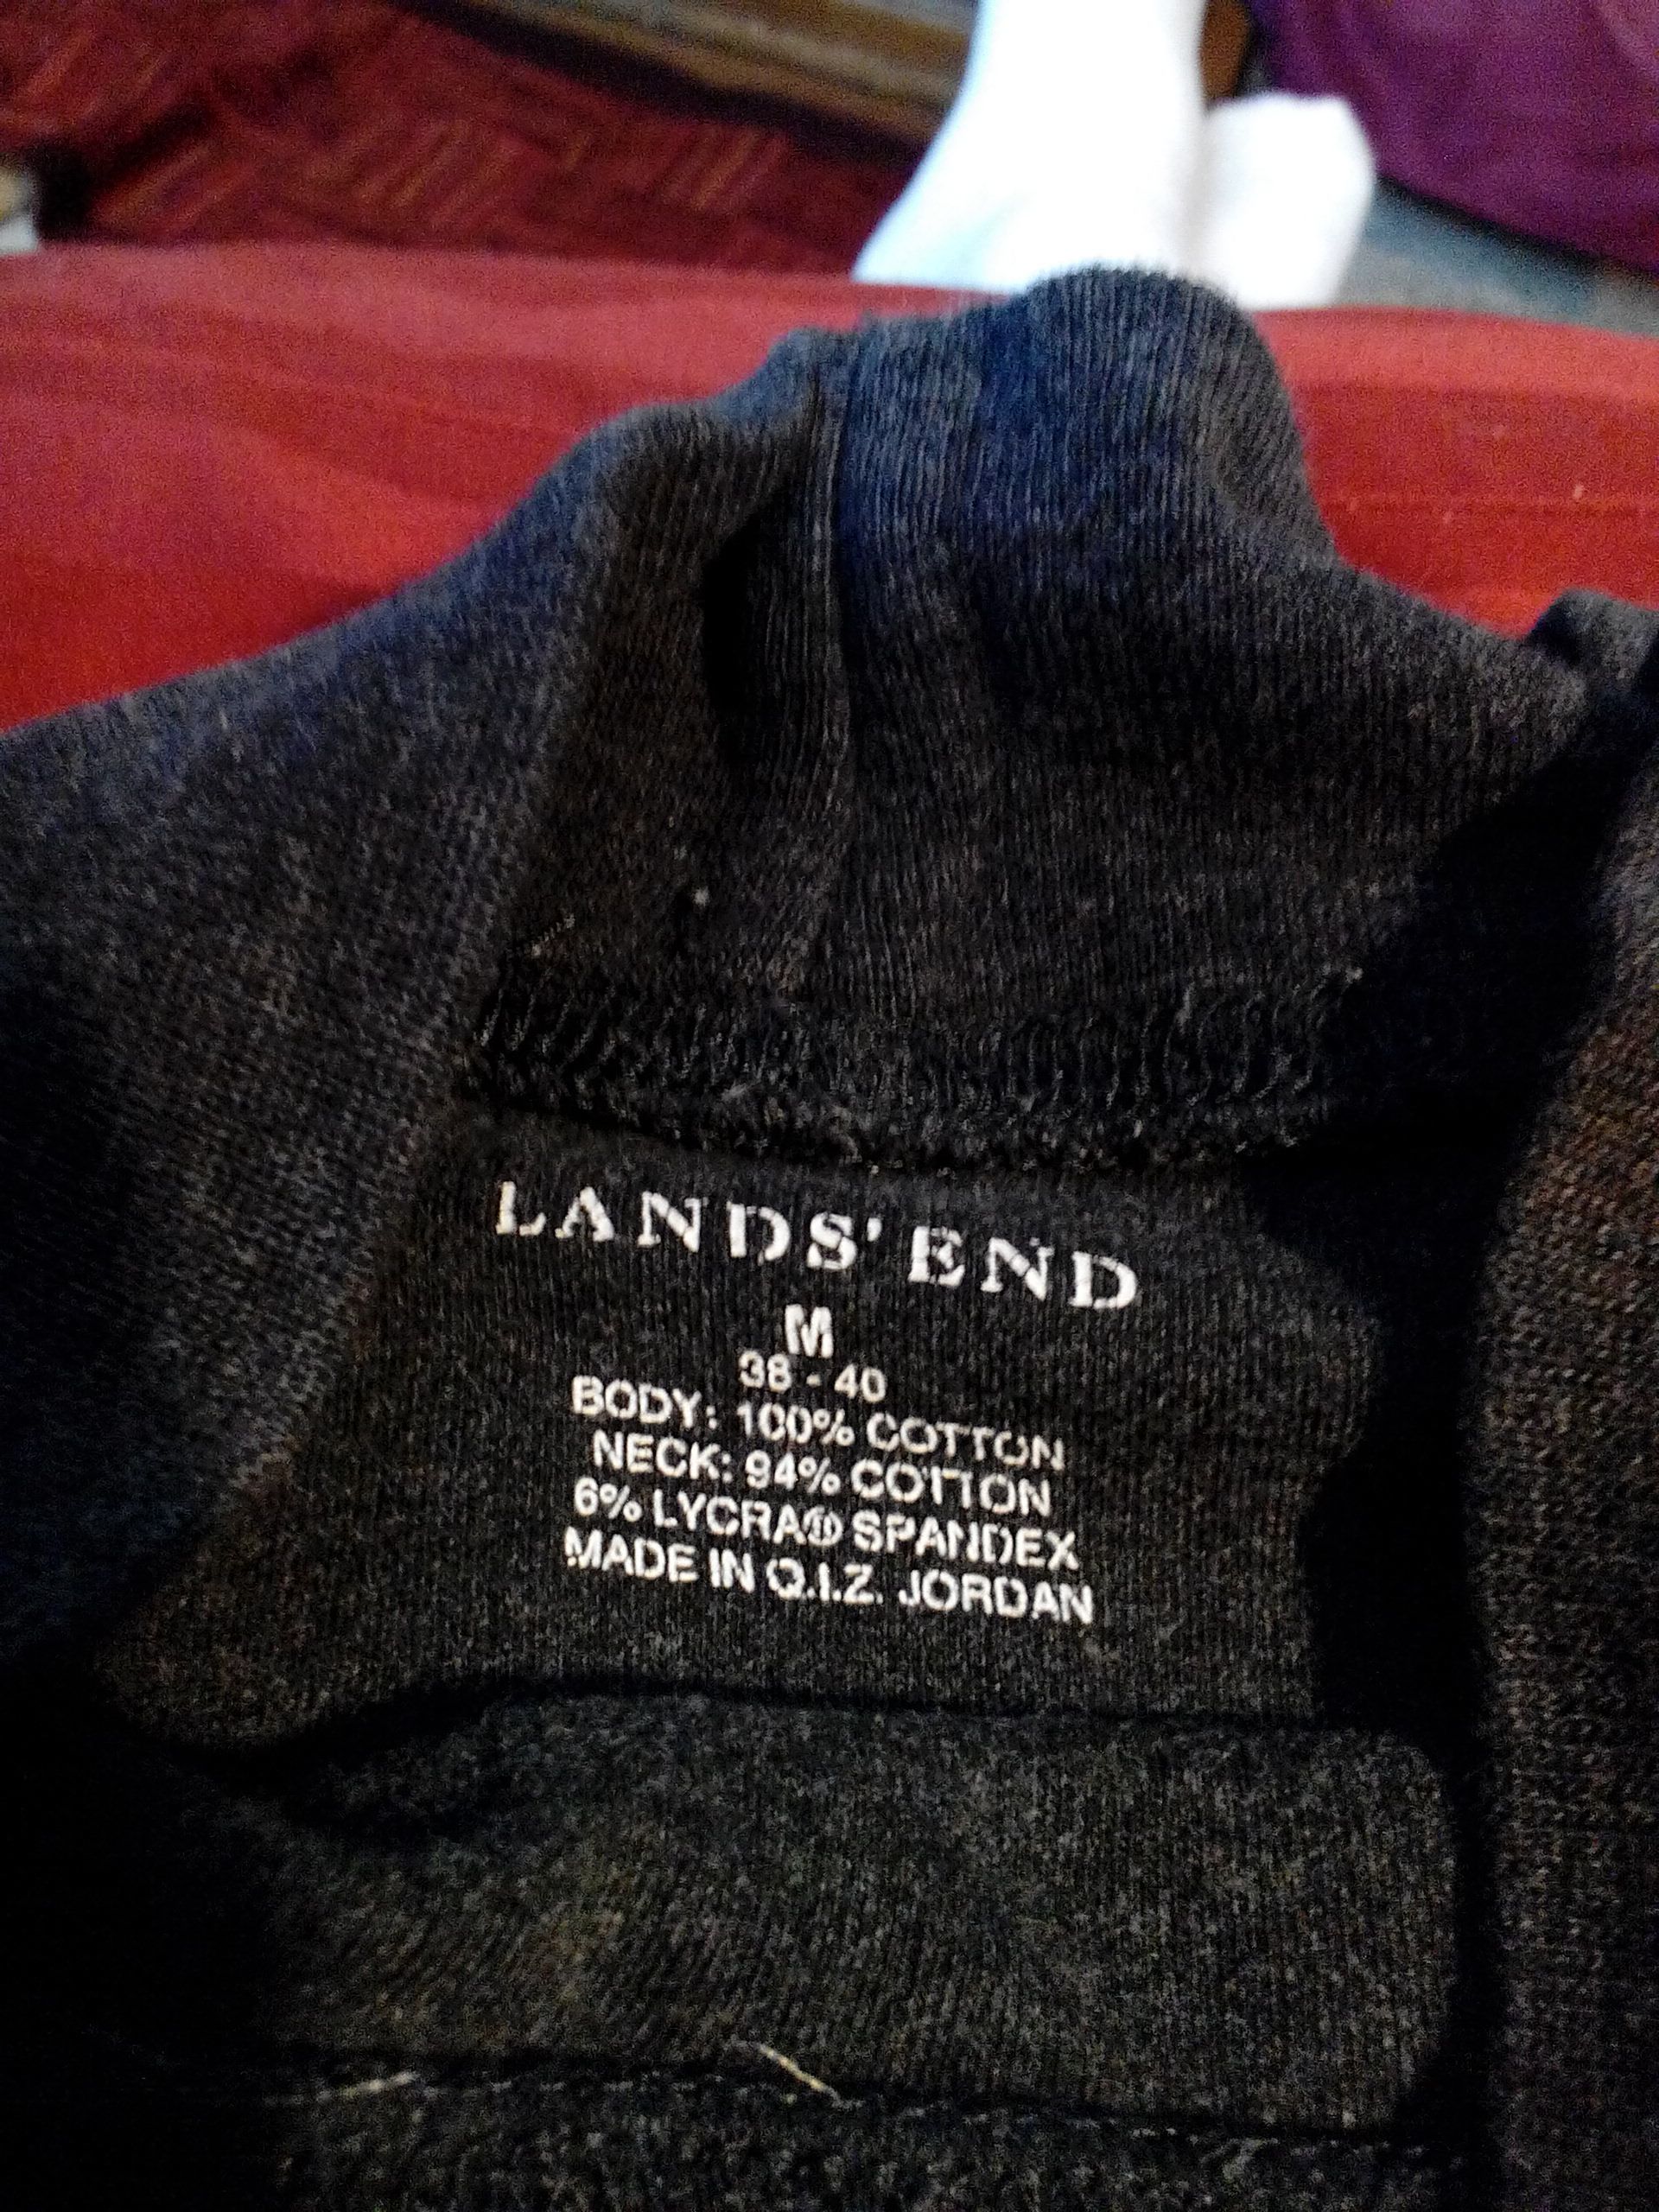 LANDS' END
M
38 - 40
BODY: 100% COTTON
NECK: 94% COTTON
6% LYCRA® SPANDEX
MADE IN Q.I.Z. JORDAN